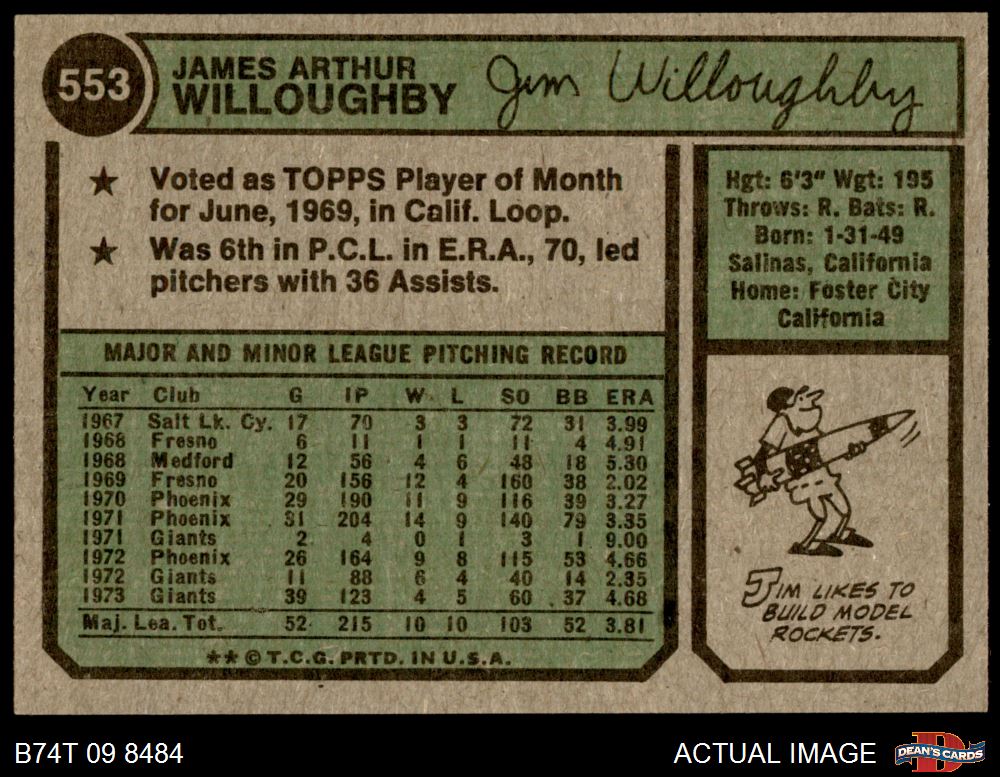 553
JAMES ARTHUR
WILLOUGHBY
Jim Willoughby
★ Voted as TOPPS Player of Month
for June, 1969, in Calif. Loop.
★ Was 6th in P.C.L. in E.R.A., 70, led
pitchers with 36 Assists.
Hgt: 6'3" Wgt: 195
Throws: R. Bats: R.
Born: 1-31-49
Salinas, California
Home: Foster City
California
MAJOR AND MINOR LEAGUE PITCHING RECORD
Year Club G IP W L SO BB ERA
1967 Salt Lk. Cy. 17 70 3 3 72 31 3.99
1968 Fresno 6 11 1 1 11 4 4.91
1968 Medford 12 56 4 6 48 18 5.30
1969 Fresno 20 156 12 4 160 38 2.02
1970 Phoenix 29 190 11 9 116 39 3.27
1971 Phoenix 31 204 14 9 140 79 3.35
1971 Giants 2 4 0 1 3 1 9.00
1972 Phoenix 26 164 9 8 115 53 4.66
1972 Giants 11 88 6 4 40 14 2.35
1973 Giants 39 123 4 5 60 37 4.68
Maj. Lea. Tot. 52 215 10 10 103 52 3.81
** © T.C.G. PRTD. IN U.S.A.
JIM LIKES TO
BUILD MODEL
ROCKETS.
B74T 09 8484
ACTUAL IMAGE
DEAN'S CARDS